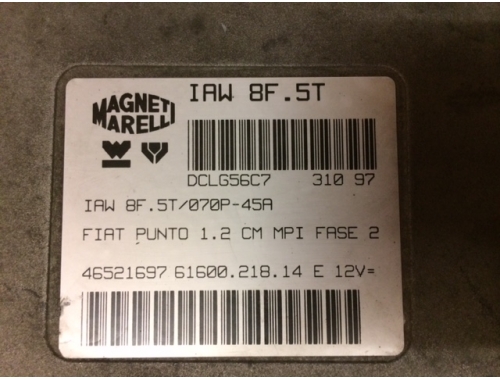 IAW 8F.5T
MAGNETI
MARELLI
DCLG56C7 310 97
IAW 8F.5T/070P-45A
FIAT PUNTO 1.2 CM MPI FASE 2
46521697 61600.218.14 E 12V=